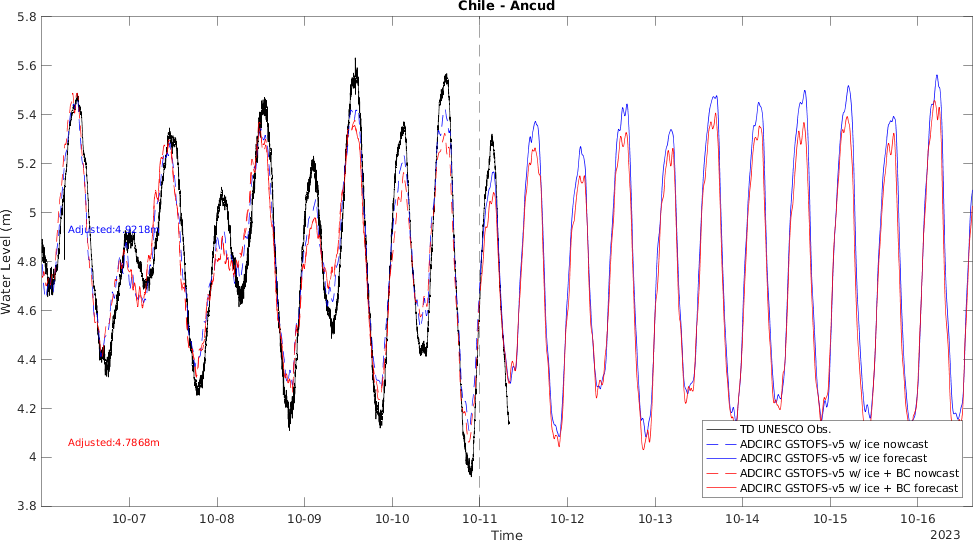 Chile - Ancud
5.8
5.6
5.4
5.2
5
4.8
4.6
4.4
4.2
4
3.8
Water Level (m)
Adjusted:4.8218m
Adjusted:4.7868m
TD UNESCO Obs.
ADCIRC GSTOFS-v5 w/ ice nowcast
ADCIRC GSTOFS-v5 w/ ice forecast
ADCIRC GSTOFS-v5 w/ ice + BC nowcast
ADCIRC GSTOFS-v5 w/ ice + BC forecast
10-07 10-08 10-09 10-10 10-11 10-12 10-13 10-14 10-15 10-16
Time
2023